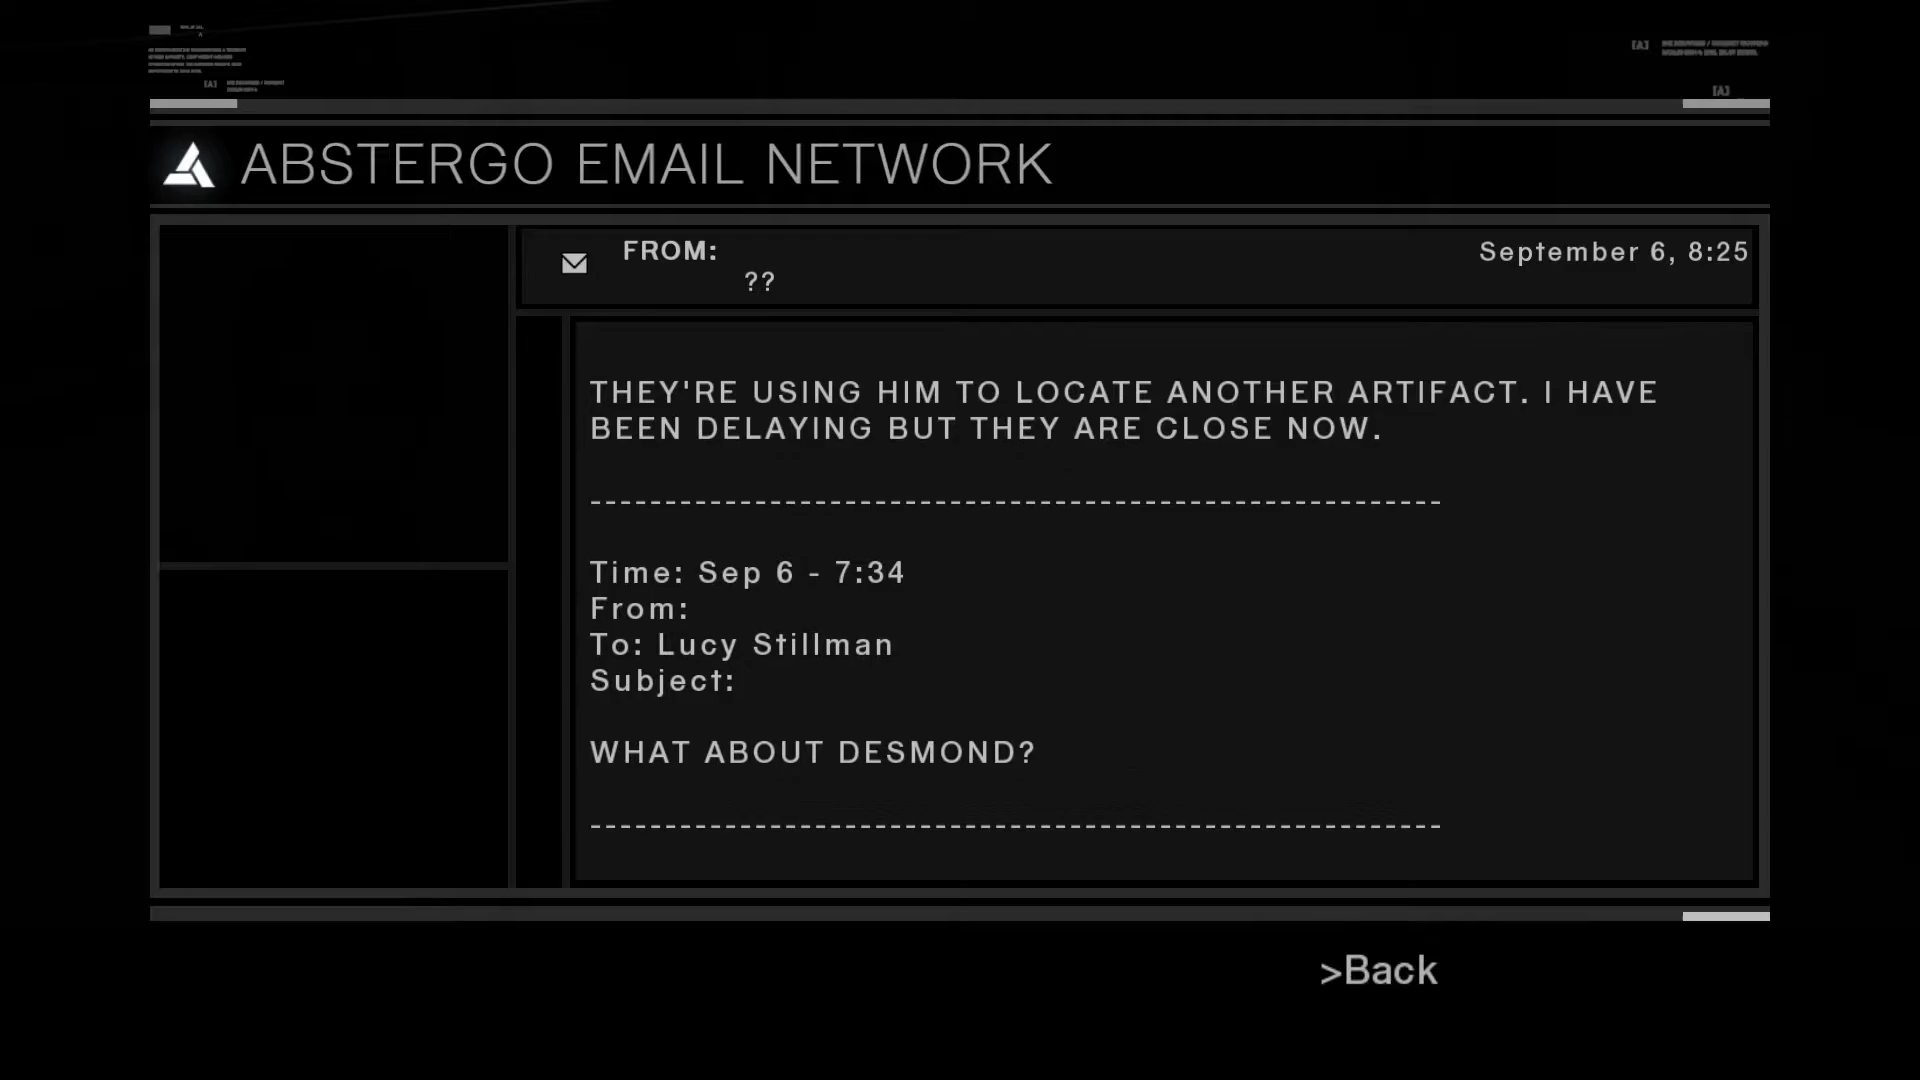 [A]
[A]
[A]
ABSTERGO EMAIL NETWORK
FROM:
??
September 6, 8:25
THEY'RE USING HIM TO LOCATE ANOTHER ARTIFACT. I HAVE
BEEN DELAYING BUT THEY ARE CLOSE NOW.
---------------------------------------------------------
Time: Sep 6 - 7:34
From:
To: Lucy Stillman
Subject:
WHAT ABOUT DESMOND?
---------------------------------------------------------
>Back